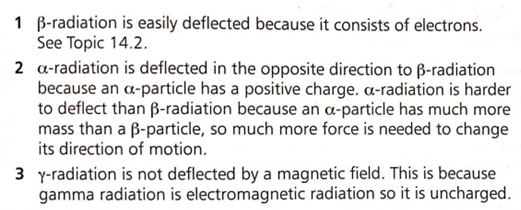 1 β-radiation is easily deflected because it consists of electrons.
See Topic 14.2.
2 α-radiation is deflected in the opposite direction to β-radiation
because an α-particle has a positive charge. α-radiation is harder
to deflect than β-radiation because an α-particle has much more
mass than a β-particle, so much more force is needed to change
its direction of motion.
3 γ-radiation is not deflected by a magnetic field. This is because
gamma radiation is electromagnetic radiation so it is uncharged.